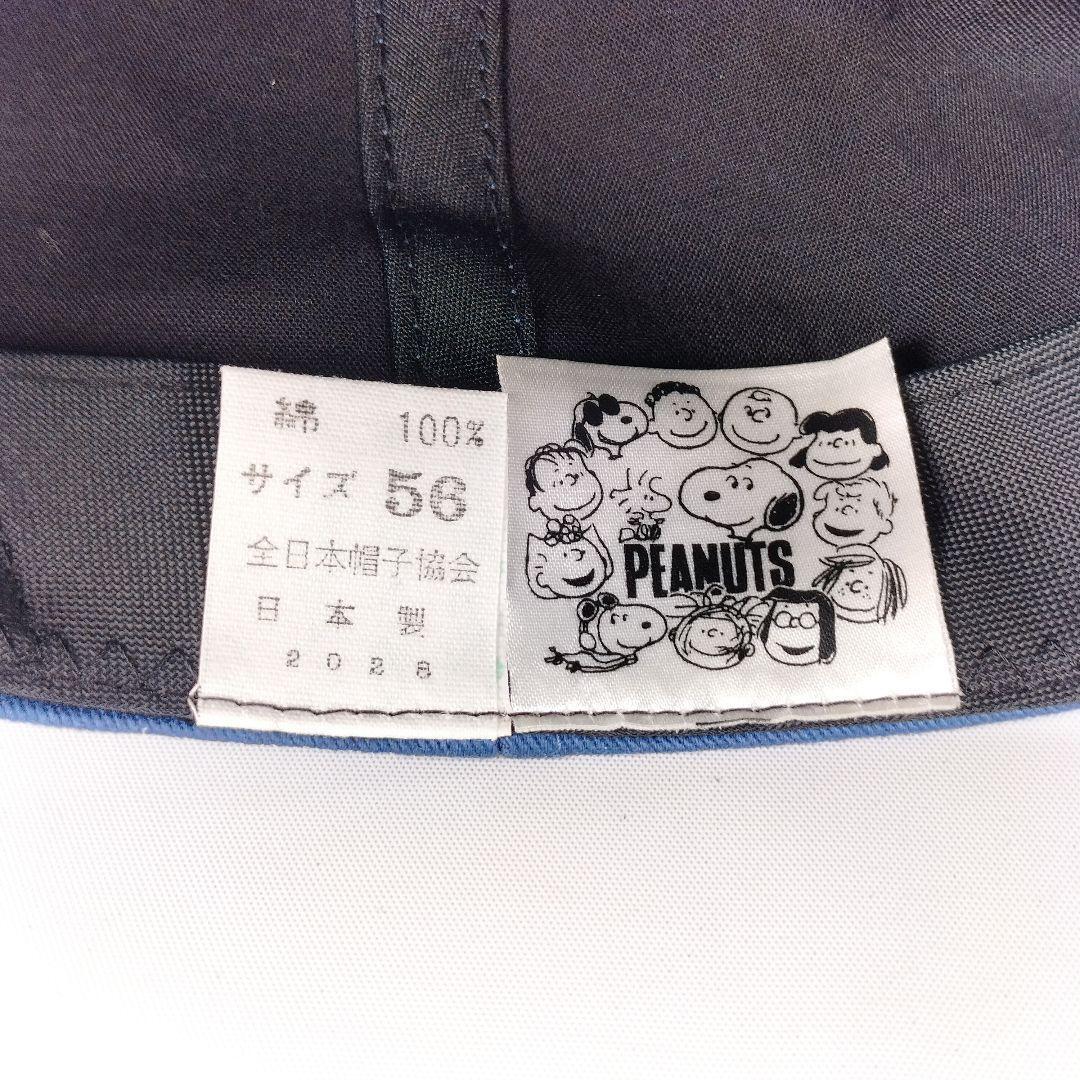 綿 100%
サイズ 56
全日本帽子協会
日本製
2028
PEANUTS